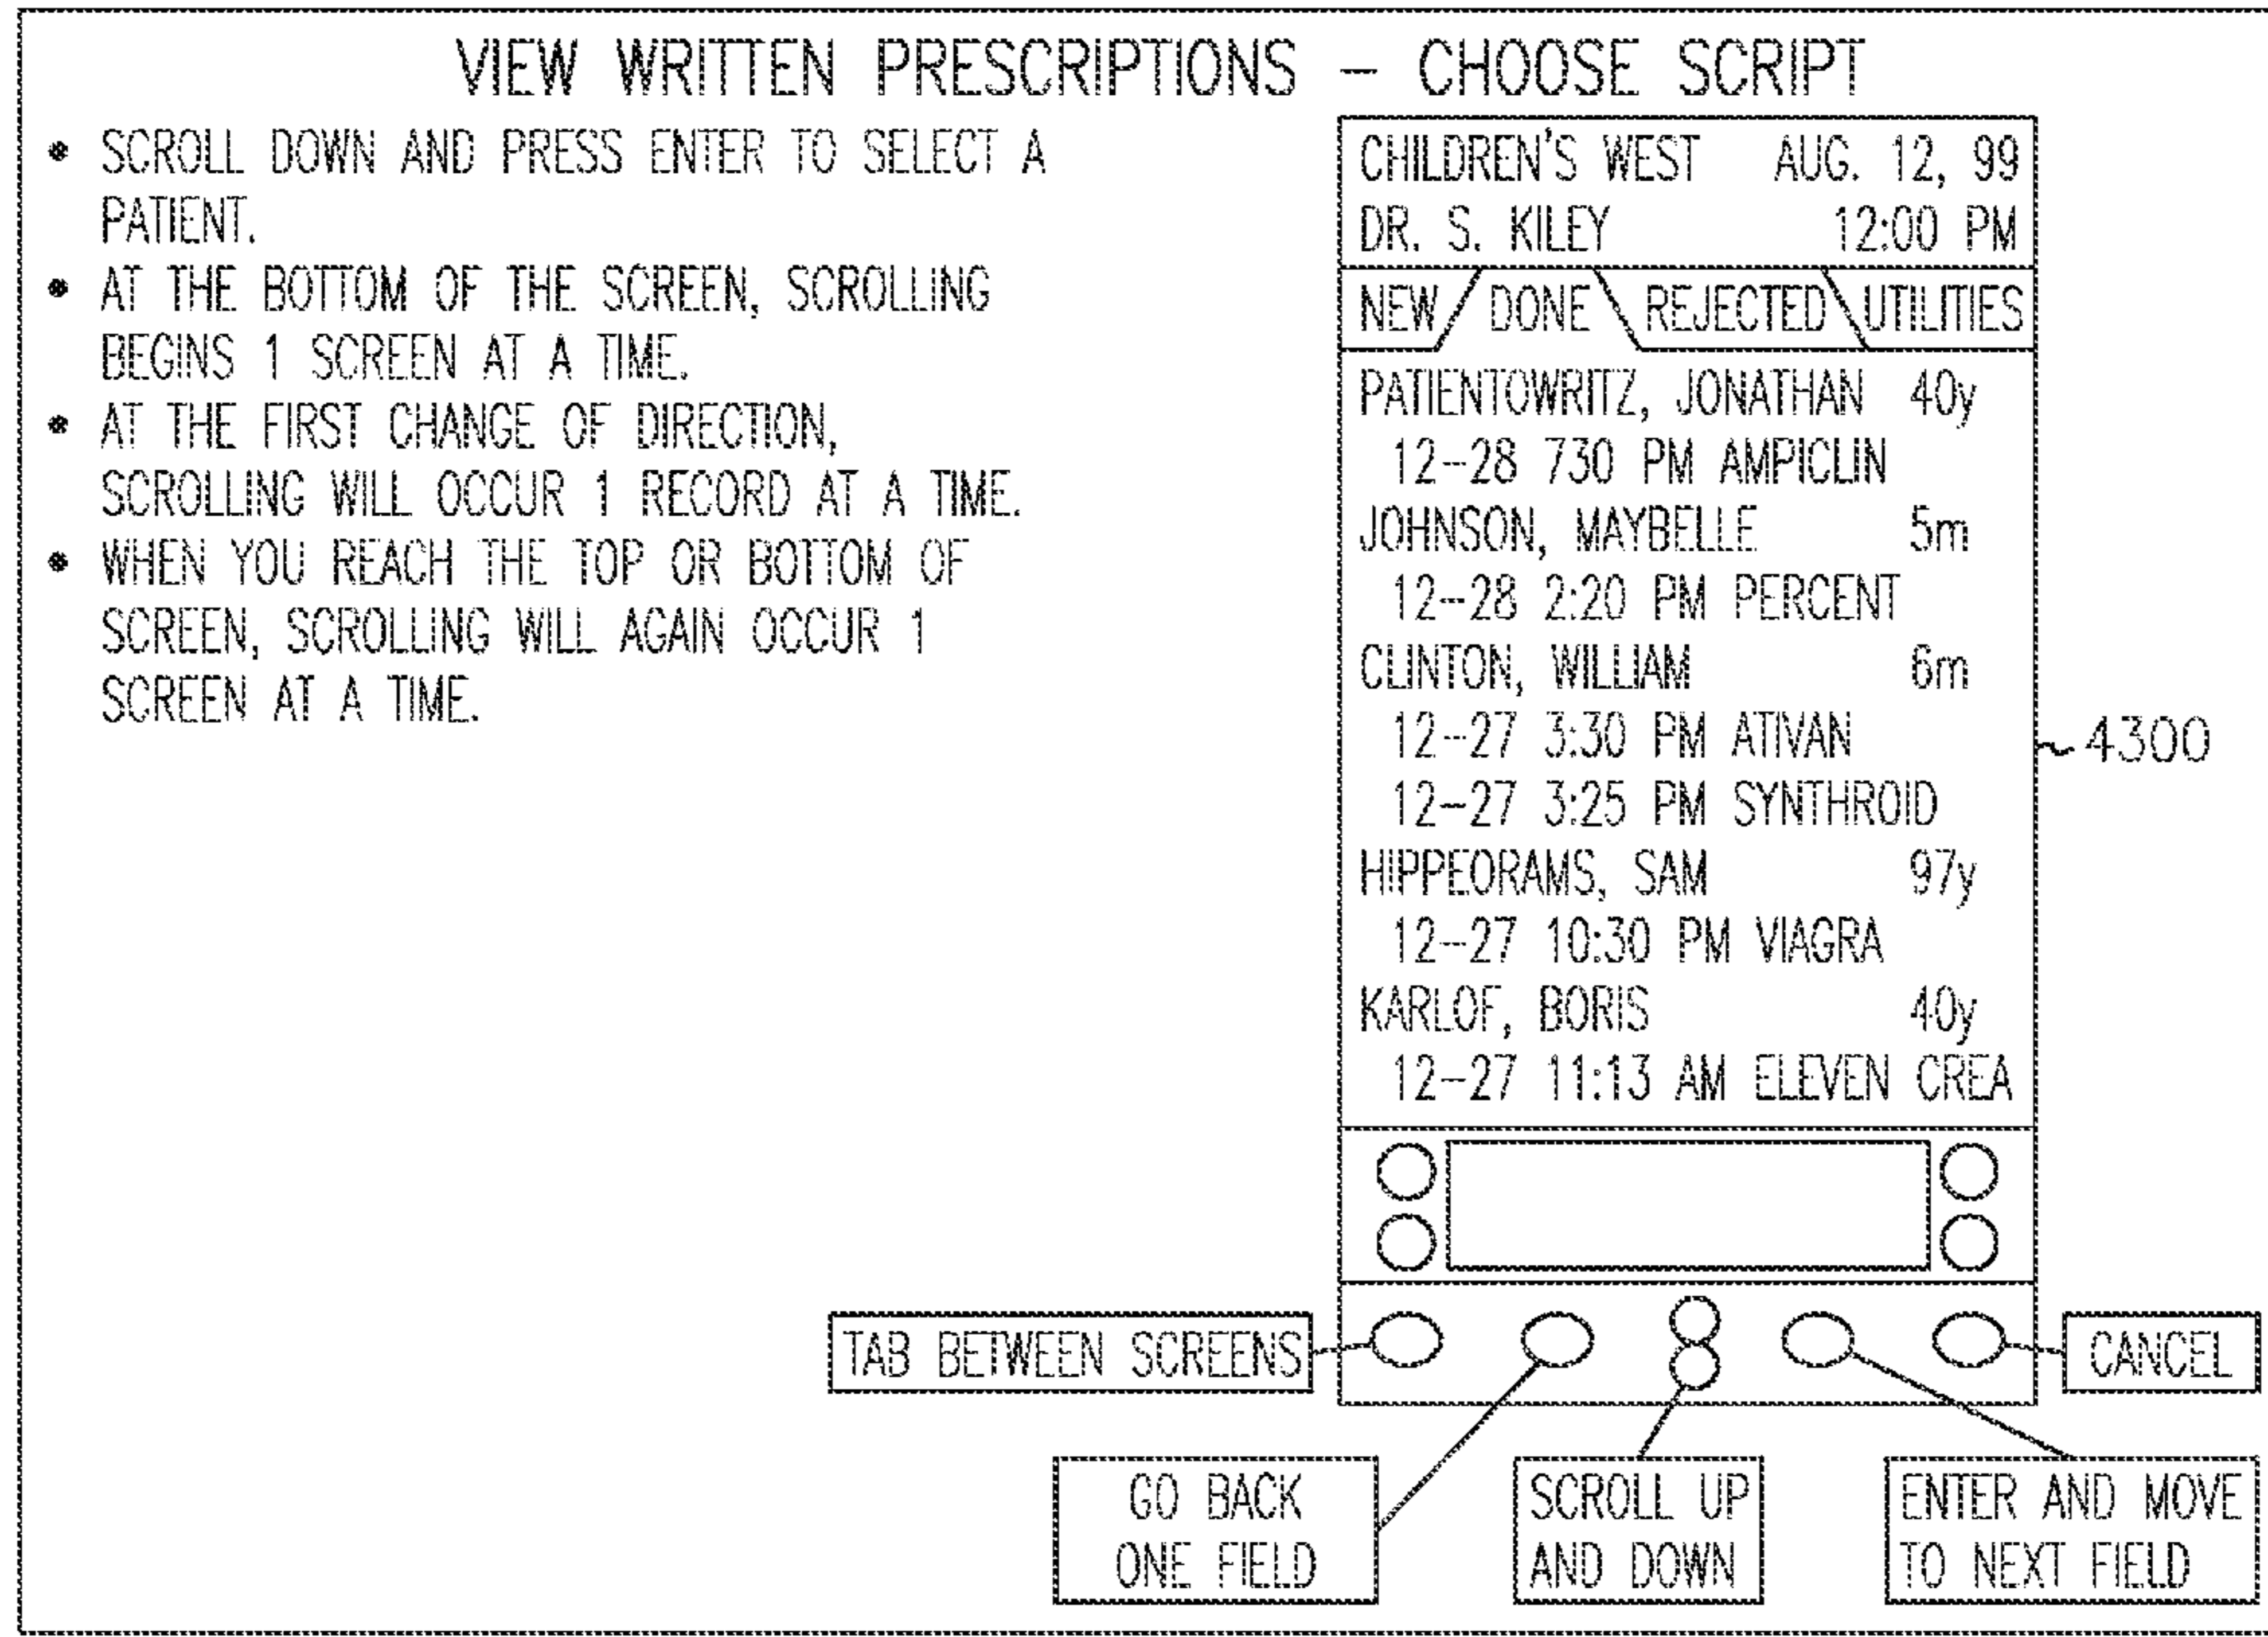 VIEW WRITTEN PRESCRIPTIONS – CHOOSE SCRIPT
• SCROLL DOWN AND PRESS ENTER TO SELECT A
PATIENT.
• AT THE BOTTOM OF THE SCREEN, SCROLLING
BEGINS 1 SCREEN AT A TIME.
• AT THE FIRST CHANGE OF DIRECTION,
SCROLLING WILL OCCUR 1 RECORD AT A TIME.
• WHEN YOU REACH THE TOP OR BOTTOM OF
SCREEN, SCROLLING WILL AGAIN OCCUR 1
SCREEN AT A TIME.
CHILDREN'S WEST AUG. 12, 99
DR. S. KILEY 12:00 PM
NEW DONE REJECTED UTILITIES
PATIENTOWRITZ, JONATHAN 40y
12–28 730 PM AMPICLIN
JOHNSON, MAYBELLE 5m
12–28 2:20 PM PERCENT
CLINTON, WILLIAM 6m
12–27 3:30 PM ATIVAN
12–27 3:25 PM SYNTHROID
HIPPEORAMS, SAM 97y
12–27 10:30 PM VIAGRA
KARLOF, BORIS 40y
12–27 11:13 AM ELEVEN CREA
4300
TAB BETWEEN SCREENS
CANCEL
GO BACK
ONE FIELD
SCROLL UP
AND DOWN
ENTER AND MOVE
TO NEXT FIELD